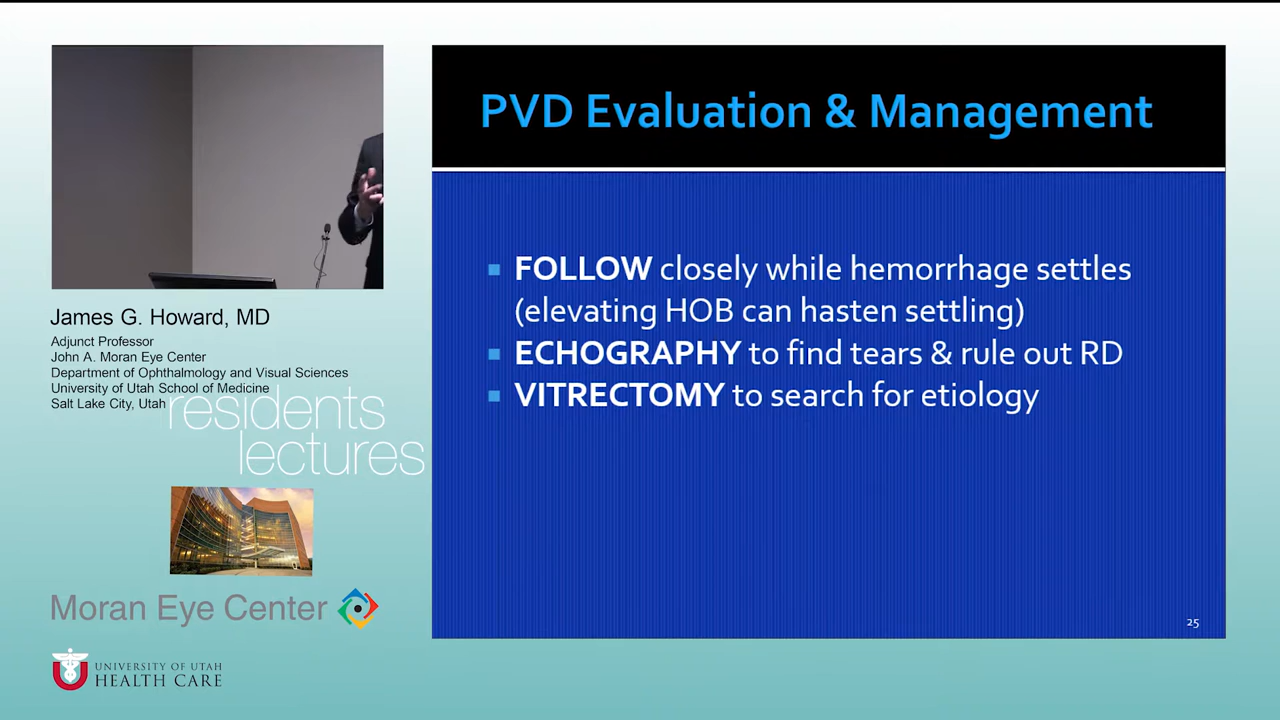 PVD Evaluation & Management
FOLLOW closely while hemorrhage settles
(elevating HOB can hasten settling)
ECHOGRAPHY to find tears & rule out RD
VITRECTOMY to search for etiology
25
James G. Howard, MD
Adjunct Professor
John A. Moran Eye Center
Department of Ophthalmology and Visual Sciences
University of Utah School of Medicine
Salt Lake City, Utah
residents
lectures
Moran Eye Center
UNIVERSITY OF UTAH
HEALTH CARE